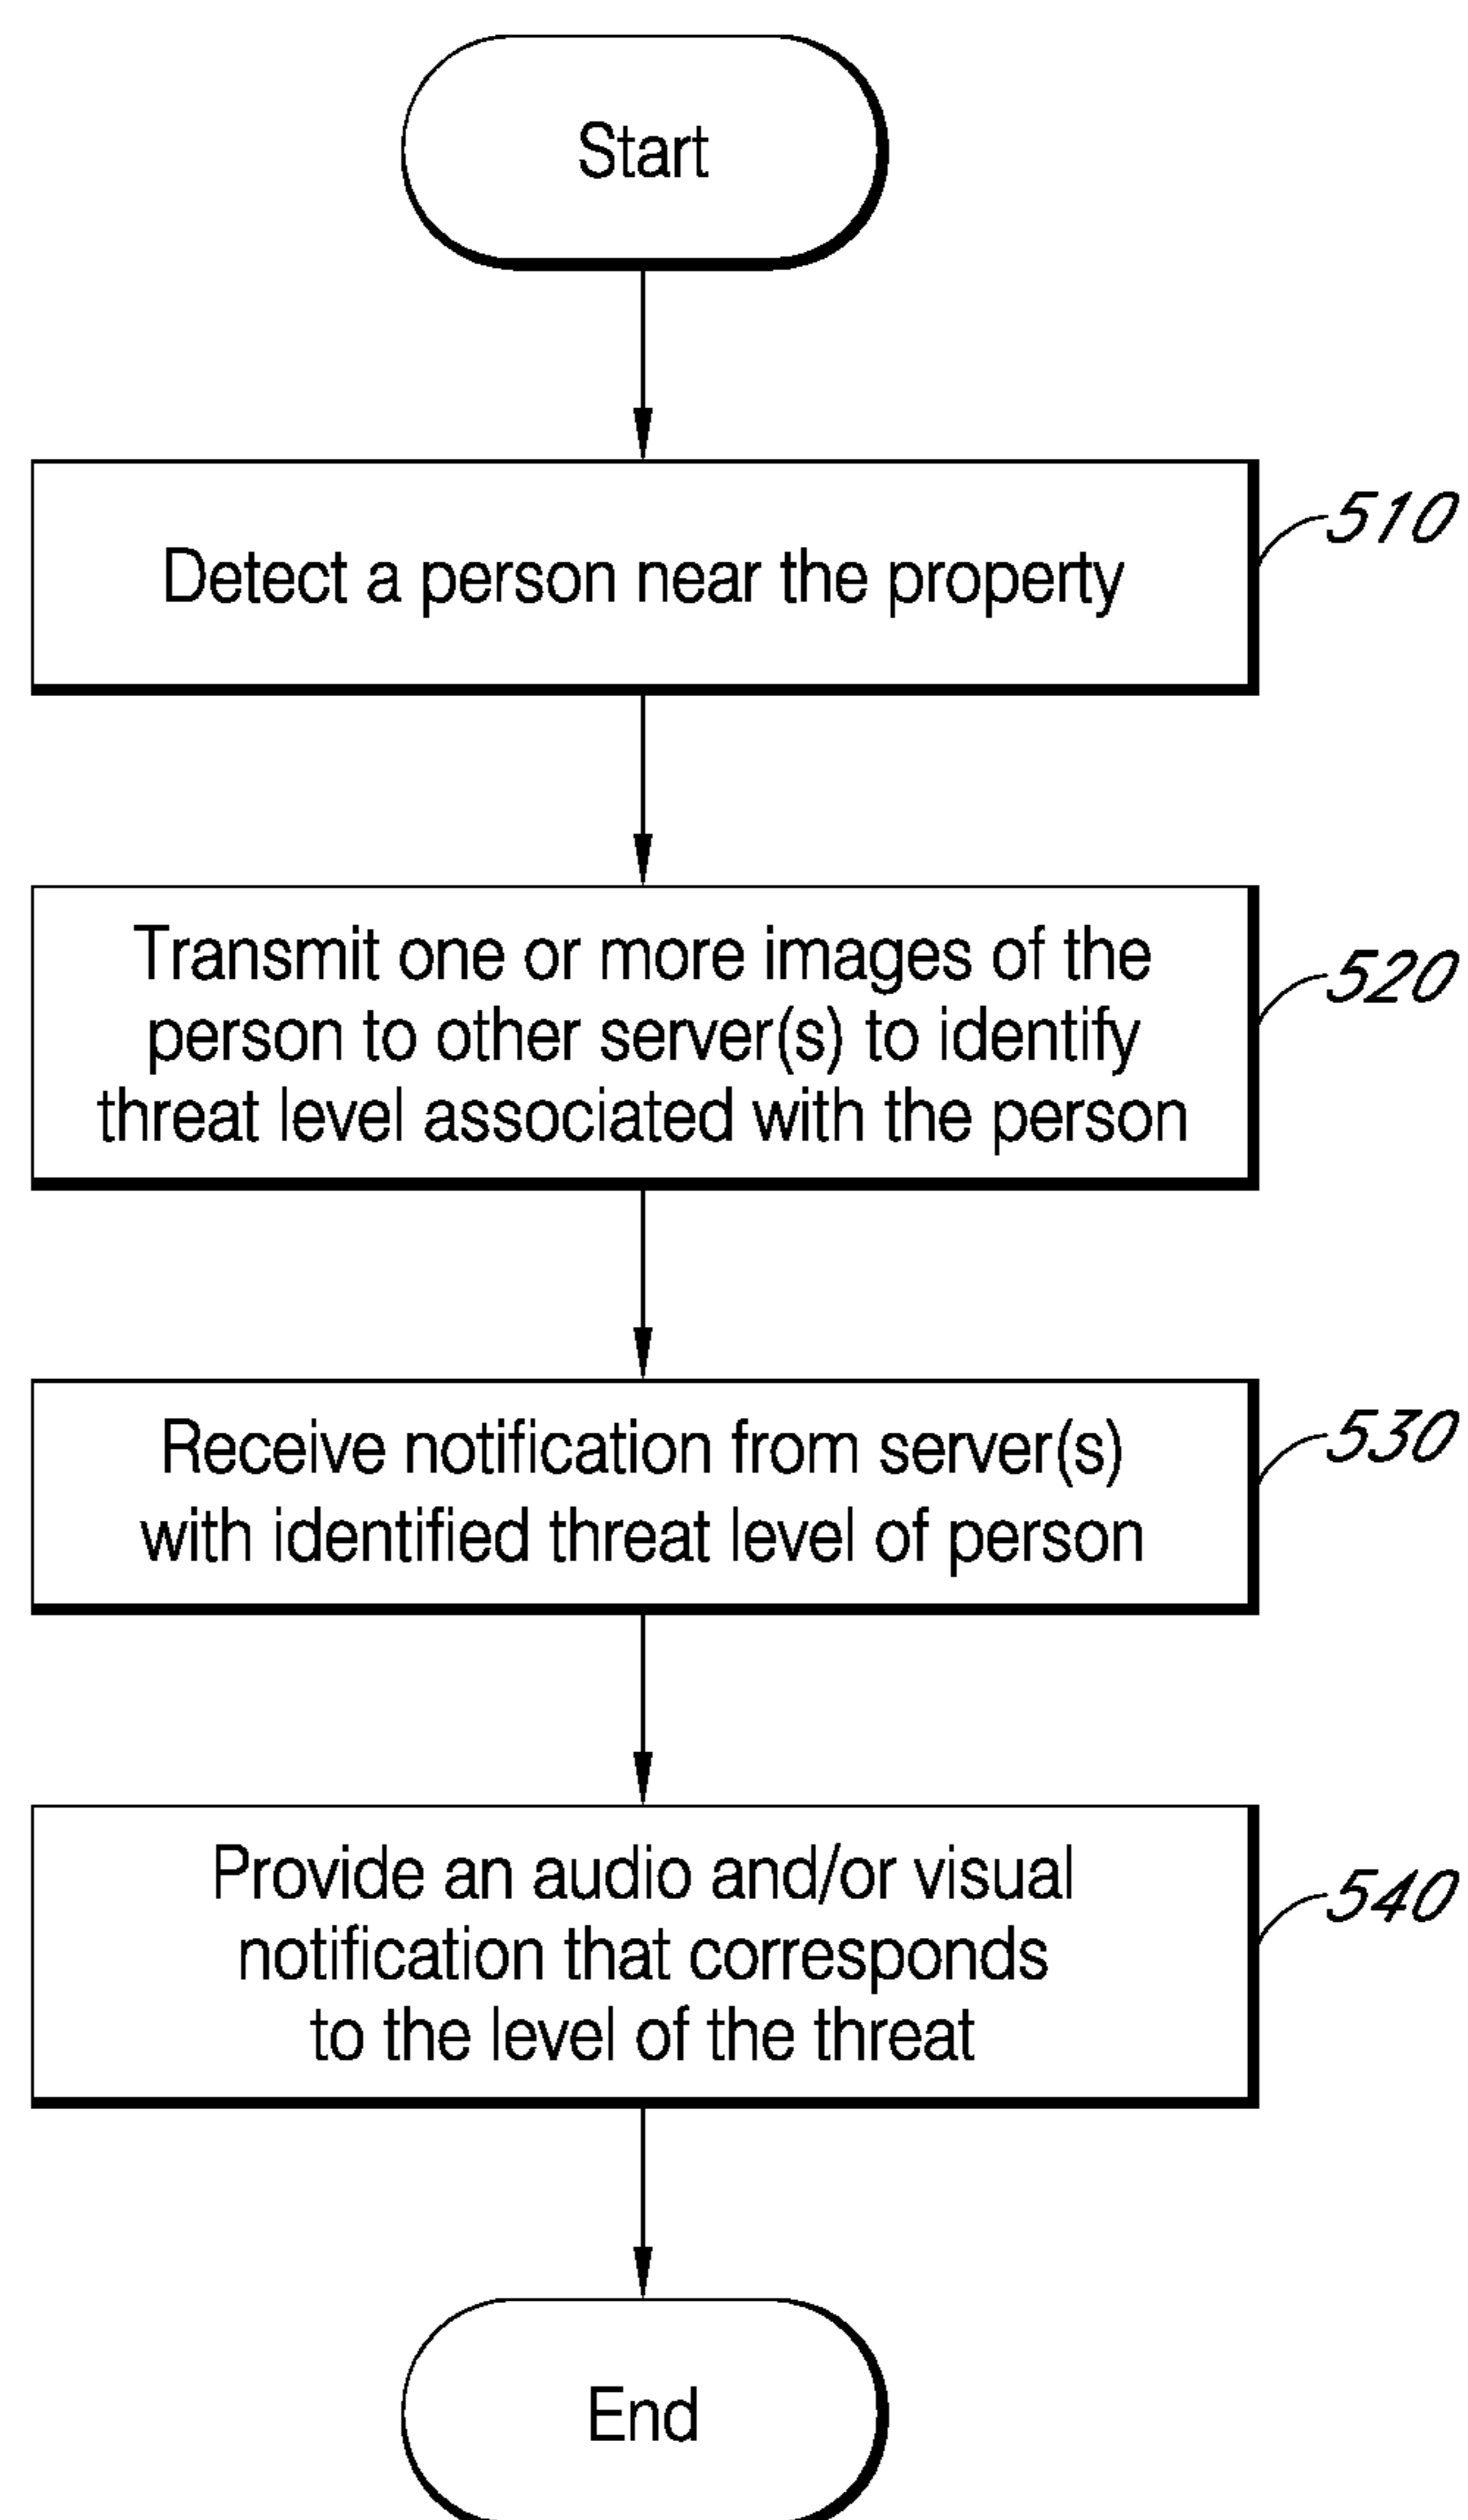 Start
Detect a person near the property
510
Transmit one or more images of the
person to other server(s) to identify
threat level associated with the person
520
Receive notification from server(s)
with identified threat level of person
530
Provide an audio and/or visual
notification that corresponds
to the level of the threat
540
End